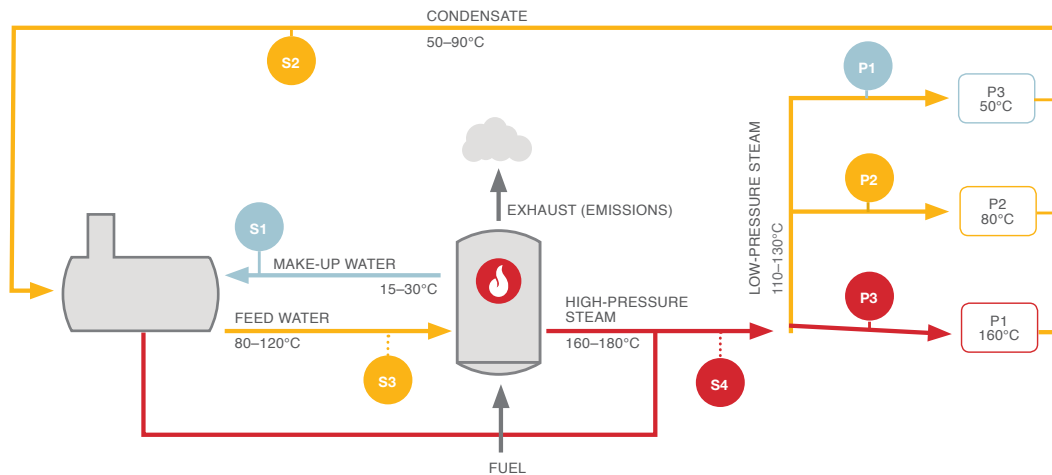 CONDENSATE
50–90°C
S2
P1
P3
50°C
LOW-PRESSURE STEAM
110–130°C
P2
P2
80°C
EXHAUST (EMISSIONS)
S1
MAKE-UP WATER
15–30°C
FEED WATER
80–120°C
S3
HIGH-PRESSURE
STEAM
160–180°C
S4
P3
P1
160°C
FUEL